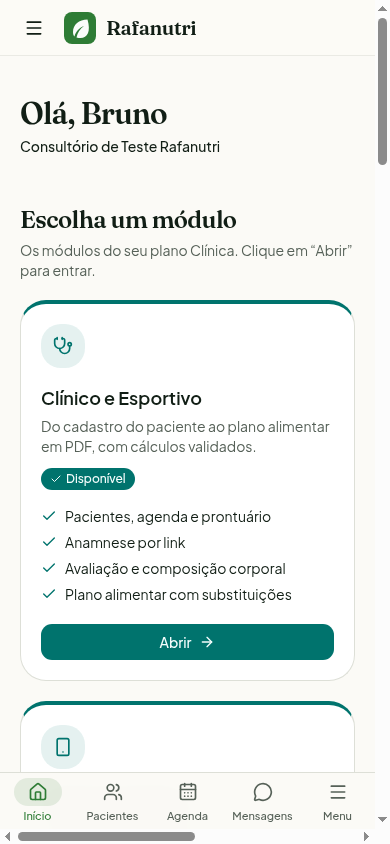 Rafanutri
Olá, Bruno
Consultório de Teste Rafanutri
Escolha um módulo
Os módulos do seu plano Clínica. Clique em “Abrir”
para entrar.
Clínico e Esportivo
Do cadastro do paciente ao plano alimentar
em PDF, com cálculos validados.
Disponível
Pacientes, agenda e prontuário
Anamnese por link
Avaliação e composição corporal
Plano alimentar com substituições
Abrir
Início
Pacientes
Agenda
Mensagens
Menu